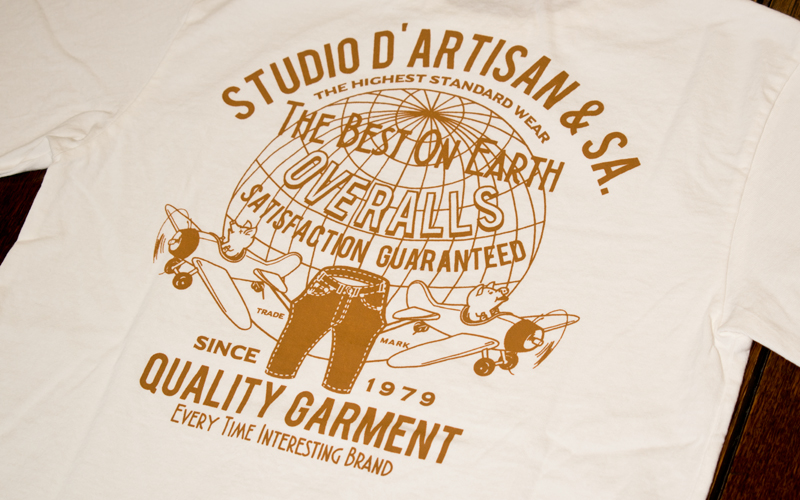 STUDIO D'ARTISAN & SA.
THE HIGHEST STANDARD WEAR
THE BEST ON EARTH
OVERALLS
SATISFACTION GUARANTEED
TRADE MARK
SINCE 1979
QUALITY GARMENT
EVERY TIME INTERESTING BRAND